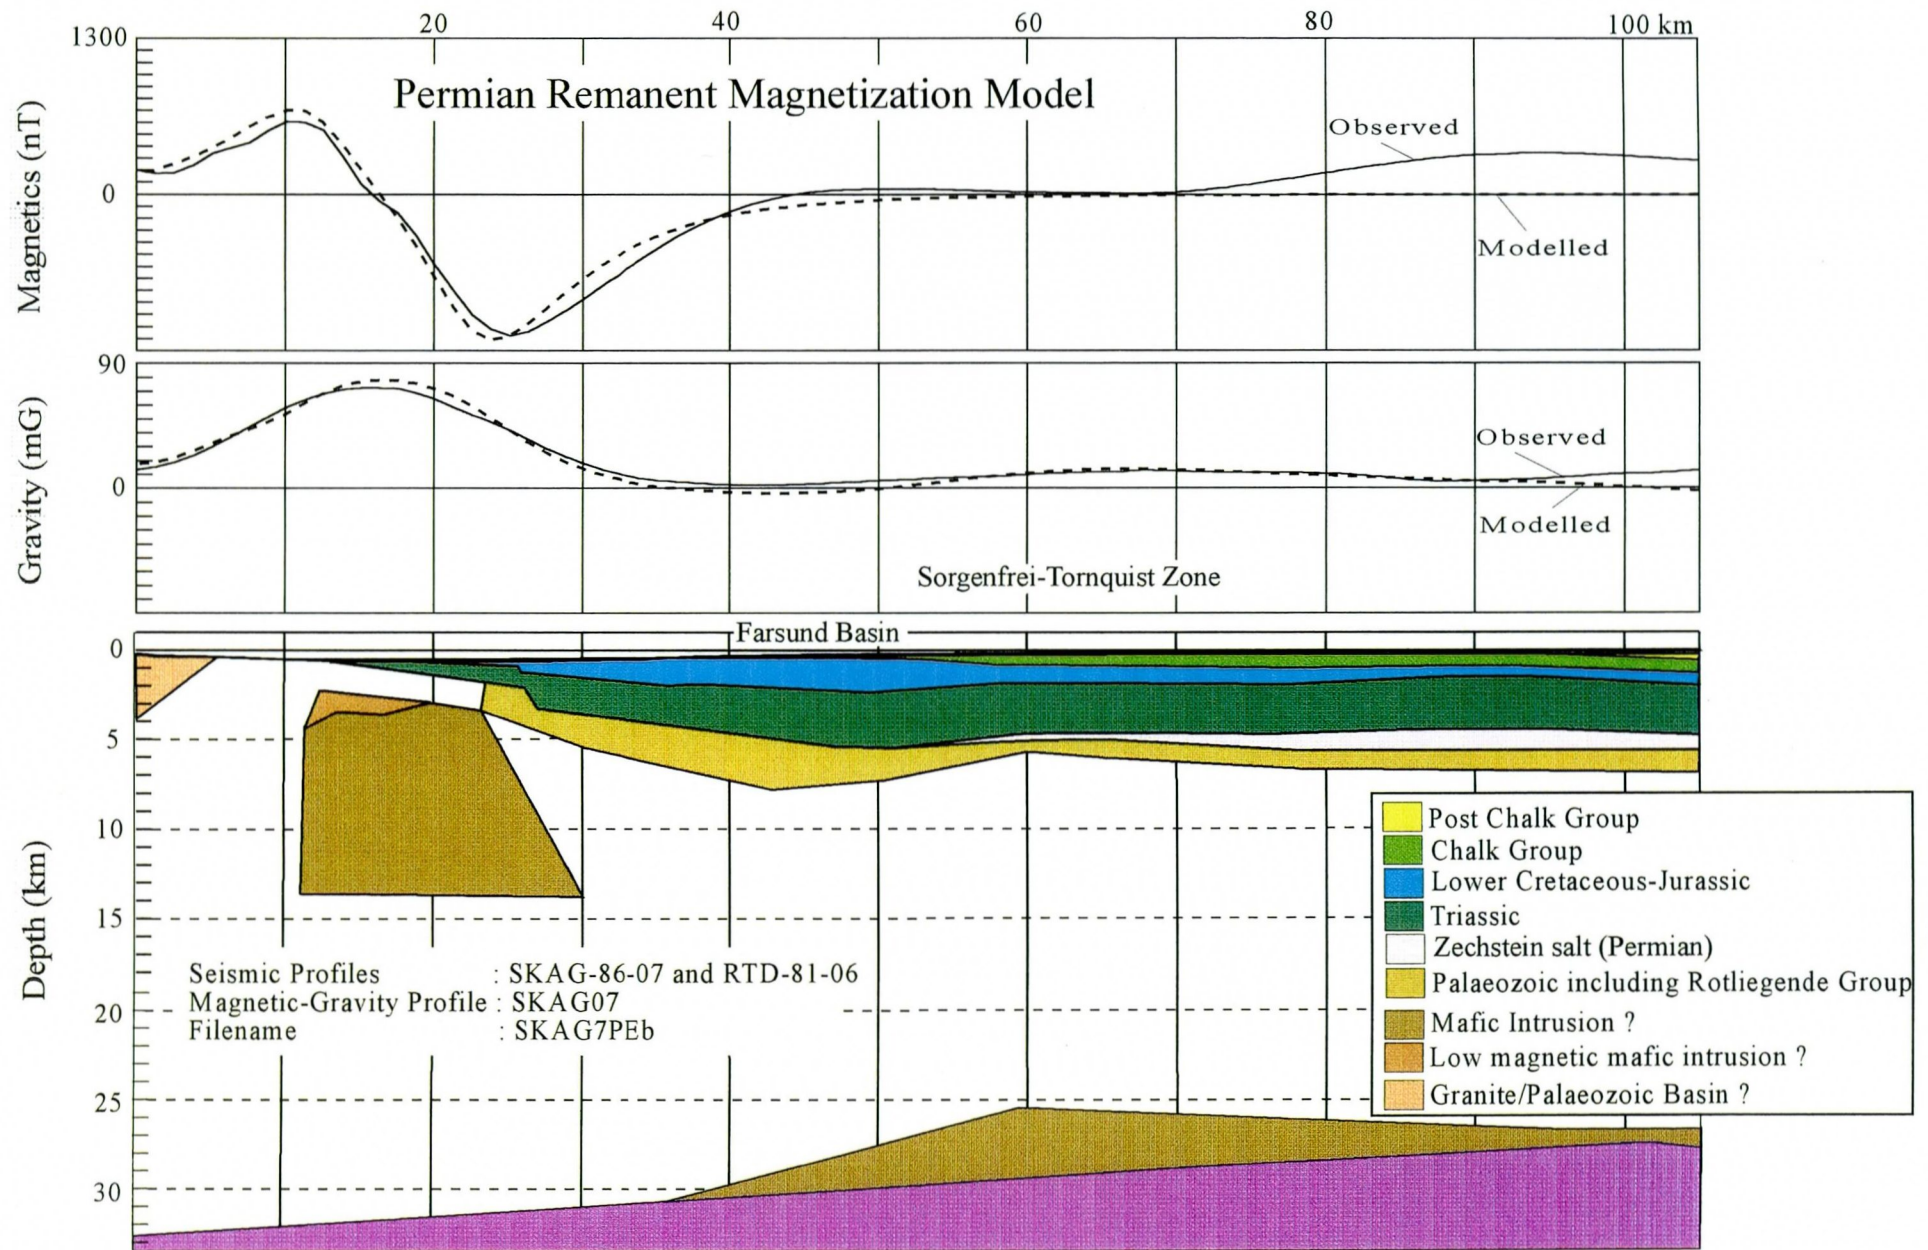 20 40 60 80 100 km
1300
Permian Remanent Magnetization Model
Observed
Magnetics (nT)
0
Modelled
90
Observed
Gravity (mG)
0
Modelled
Sorgenfrei-Tornquist Zone
Farsund Basin
0
5
Depth (km)
10
15
20
25
30
Post Chalk Group
Chalk Group
Lower Cretaceous-Jurassic
Triassic
Zechstein salt (Permian)
Palaeozoic including Rotliegende Group
Mafic Intrusion ?
Low magnetic mafic intrusion ?
Granite/Palaeozoic Basin ?
Seismic Profiles : SKAG-86-07 and RTD-81-06
Magnetic-Gravity Profile : SKAG07
Filename : SKAG7PEb